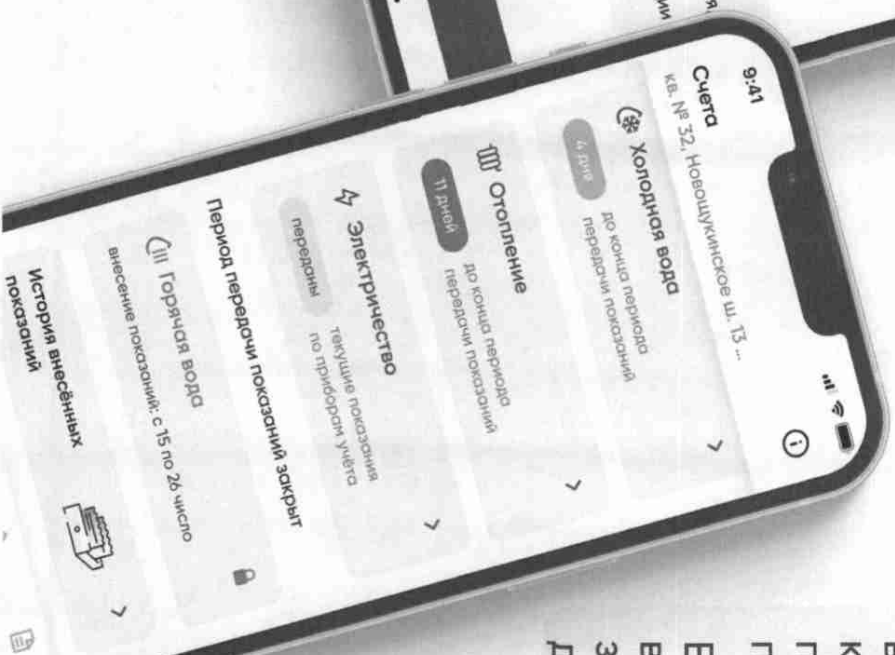 9:41
Счета
кв. № 32, Новощукинское ш. 13 ...
Холодная вода
4 дня
до конца периода
передачи показаний
Отопление
11 дней
до конца периода
передачи показаний
Электричество
переданы
текущие показания
по приборам учёта
Период передачи показаний закрыт
Горячая вода
внесение показаний: с 15 по 26 число
История внесённых
показаний